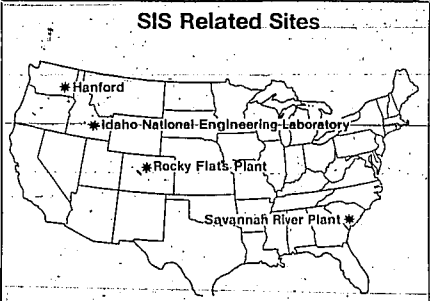 SIS Related Sites
Hanford
Idaho National Engineering Laboratory
Rocky Flats Plant
Savannah River Plant